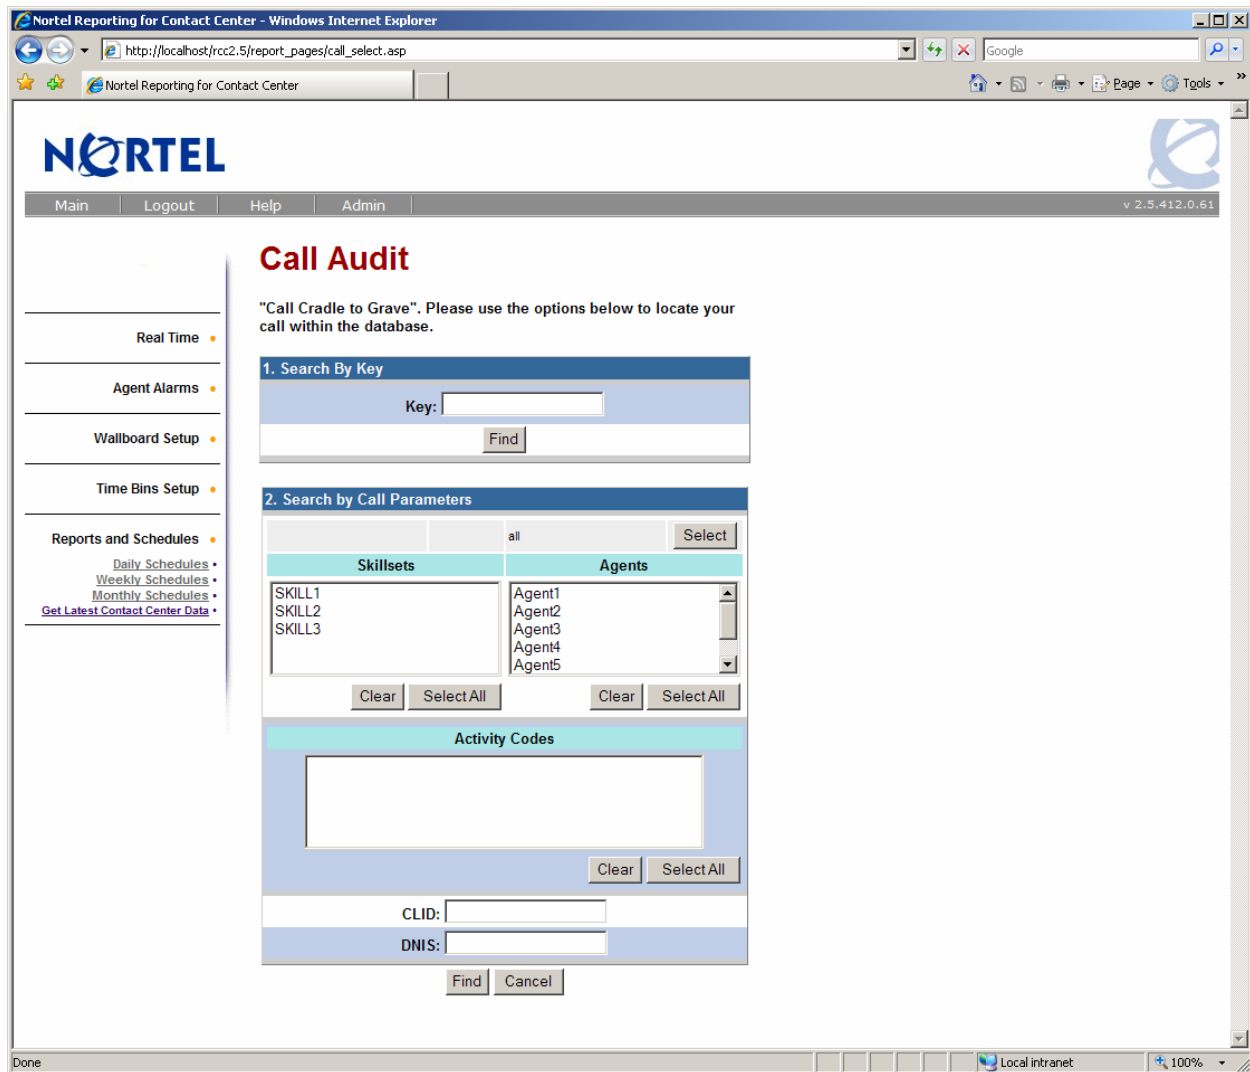 Nortel Reporting for Contact Center - Windows Internet Explorer
http://localhost/rcc2.5/report_pages/call_select.asp
Google
Nortel Reporting for Contact Center
Page
Tools
NORTEL
Main
Logout
Help
Admin
v 2.5.412.0.61
Real Time
Agent Alarms
Wallboard Setup
Time Bins Setup
Reports and Schedules
Daily Schedules
Weekly Schedules
Monthly Schedules
Get Latest Contact Center Data
Call Audit
"Call Cradle to Grave". Please use the options below to locate your
call within the database.
1. Search By Key
Key:
Find
2. Search by Call Parameters
all
Select
Skillsets
Agents
SKILL1
SKILL2
SKILL3
Agent1
Agent2
Agent3
Agent4
Agent5
Clear
Select All
Clear
Select All
Activity Codes
Clear
Select All
CLID:
DNIS:
Find
Cancel
Done
Local intranet
100%